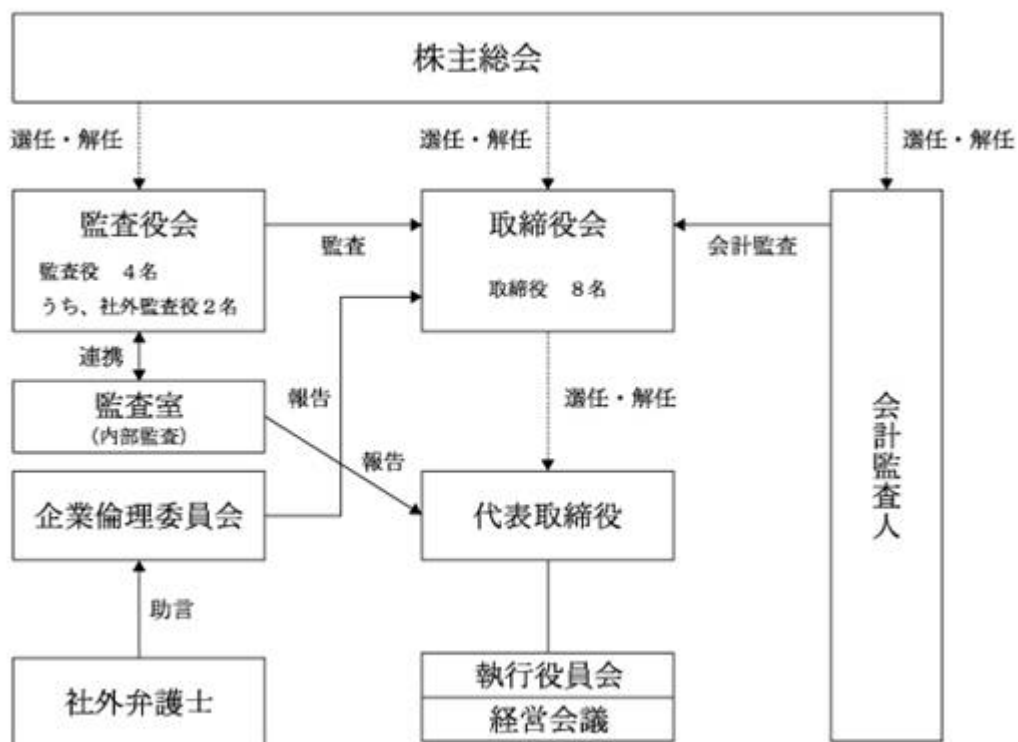 株主総会
選任・解任
選任・解任
選任・解任
監査役会
監査役　４名
うち、社外監査役２名
監査
取締役会
取締役　８名
会計監査
連携
監査室
（内部監査）
報告
報告
選任・解任
企業倫理委員会
代表取締役
会計監査人
助言
社外弁護士
執行役員会
経営会議